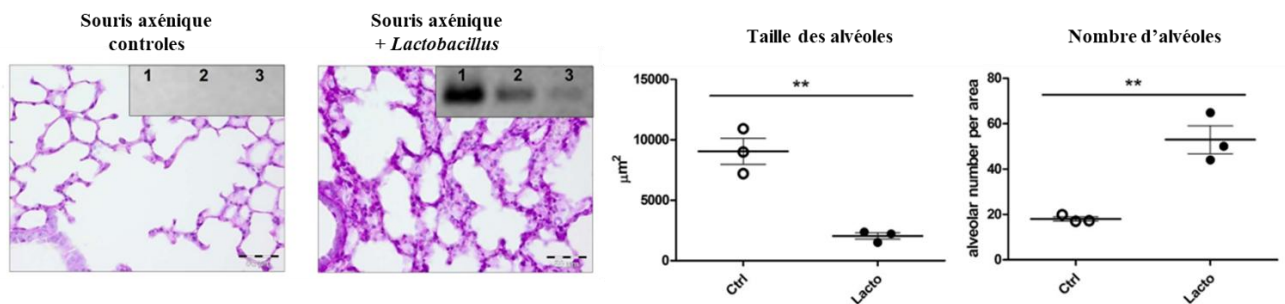 Souris axénique
controles
1 2 3
Souris axénique
+ Lactobacillus
1 2 3
Taille des alvéoles
**
15000
10000
5000
0
µm²
Ctrl
Lacto
Nombre d'alvéoles
**
80
60
40
20
0
alveolar number per area
Ctrl
Lacto